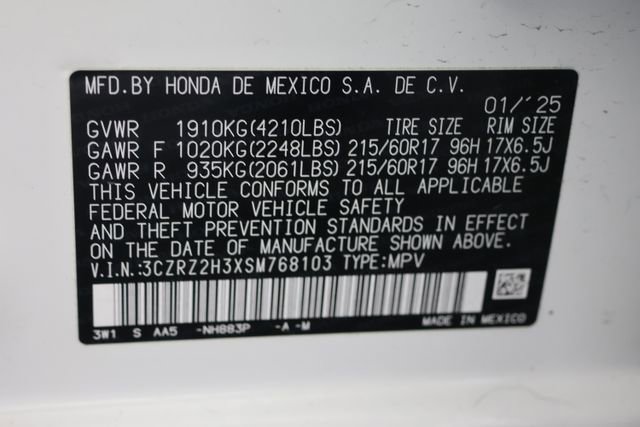 MFD.BY HONDA DE MEXICO S.A. DE C.V.
01/'25
GVWR 1910KG(4210LBS) TIRE SIZE RIM SIZE
GAWR F 1020KG(2248LBS) 215/60R17 96H 17X6.5J
GAWR R 935KG(2061LBS) 215/60R17 96H 17X6.5J
THIS VEHICLE CONFORMS TO ALL APPLICABLE
FEDERAL MOTOR VEHICLE SAFETY
AND THEFT PREVENTION STANDARDS IN EFFECT
ON THE DATE OF MANUFACTURE SHOWN ABOVE.
V.I.N.:3CZRZ2H3XSM768103 TYPE:MPV
3W1 S AA5 -NH883P -A -M MADE IN MEXICO